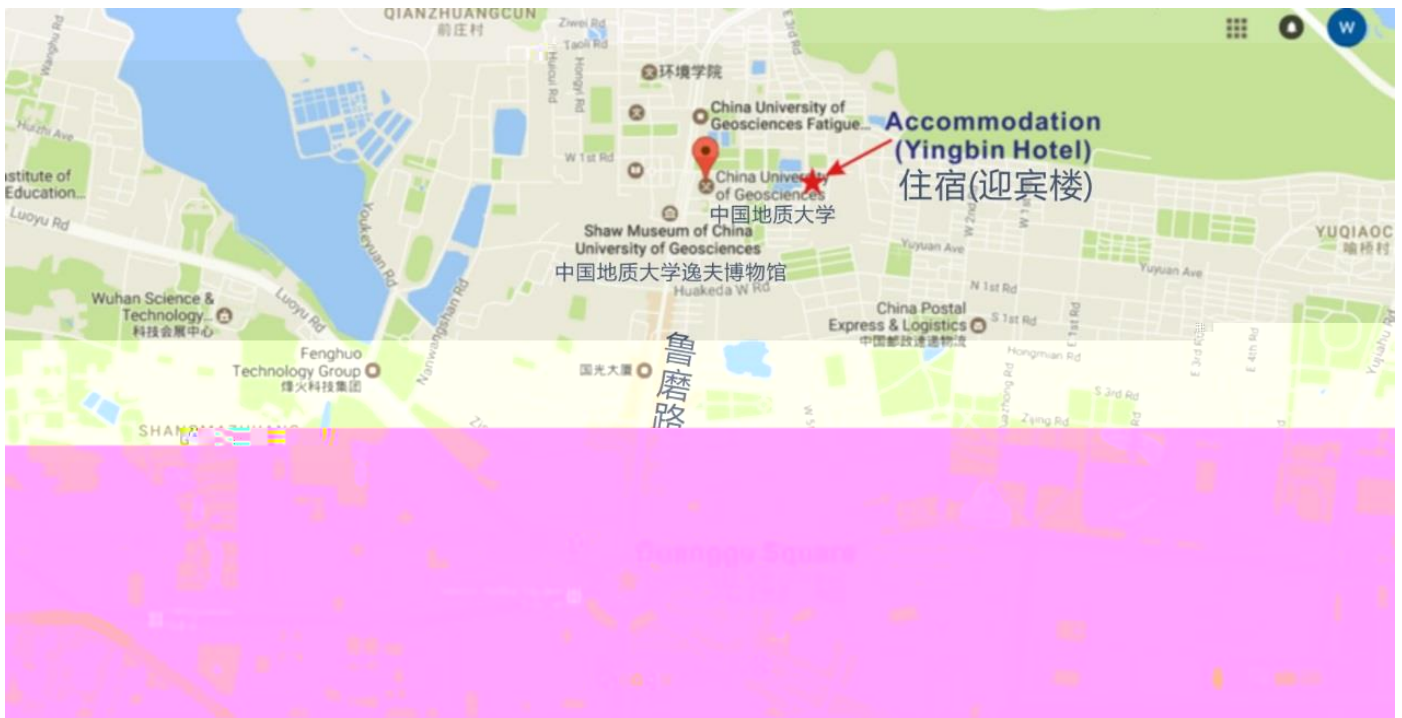 QIANZHUANGCUN
前庄村
Ziwei Rd
Taoli Rd
E 3rd Rd
W
Wanghu Rd
Huicui Rd
Hongyi Rd
环境学院
China University of
Geosciences Fatigue...
Accommodation
(Yingbin Hotel)
住宿(迎宾楼)
Huizhi Ave
W 1st Rd
stitute of
Education...
China University
of Geosciences
中国地质大学
Luoyu Rd
Youkeyuan Rd
Shaw Museum of China
University of Geosciences
中国地质大学逸夫博物馆
W 2nd Rd
W 1st
YUQIAOC
喻桥村
Yuyuan Ave
Yuyuan Ave
Huakeda W Rd
N 1st Rd
Wuhan Science &
Technology...
科技会展中心
Luoyu Rd
Nanwangshan Rd
China Postal
Express & Logistics
中国邮政速递物流
S 1st Rd
E 1st Rd
E 3rd Rd
E 4th Rd
Yujiahu Rd
鲁磨路
Fenghuo
Technology Group
烽火科技集团
国光大厦
Hongmian Rd
S 3rd Rd
Guanggu Square